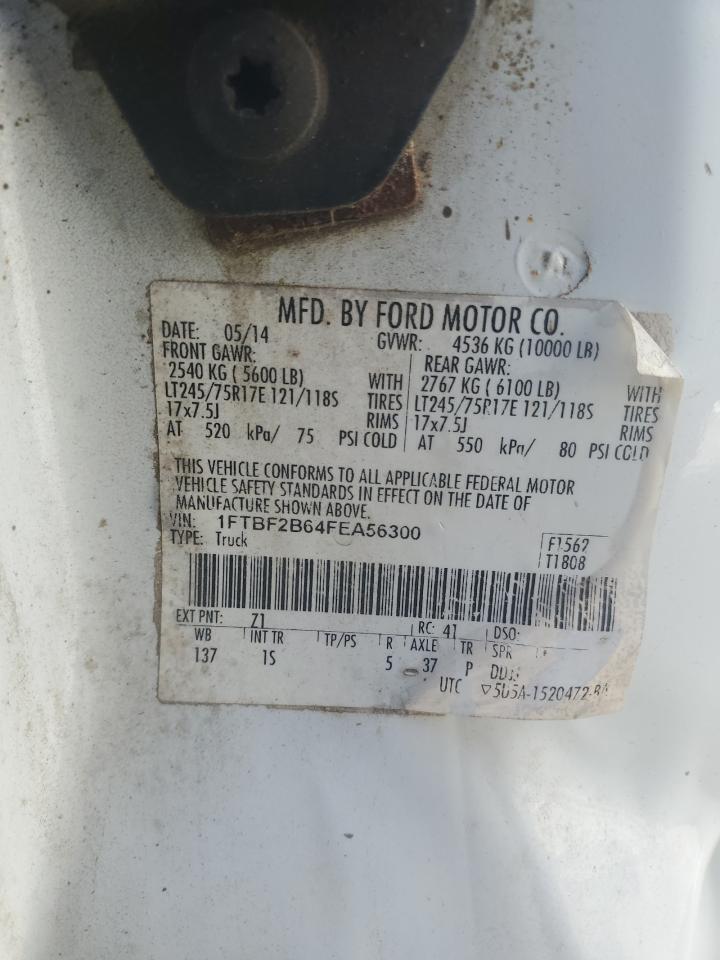 MFD. BY FORD MOTOR CO.
DATE: 05/14 GVWR: 4536 KG (10000 LB)
FRONT GAWR: REAR GAWR:
2540 KG ( 5600 LB) WITH 2767 KG ( 6100 LB) WITH
LT245/75R17E 121/118S TIRES LT245/75R17E 121/118S TIRES
17x7.5J RIMS 17x7.5J RIMS
AT 520 kPa/ 75 PSI COLD AT 550 kPa/ 80 PSI COLD
THIS VEHICLE CONFORMS TO ALL APPLICABLE FEDERAL MOTOR
VEHICLE SAFETY STANDARDS IN EFFECT ON THE DATE OF
MANUFACTURE SHOWN ABOVE.
VIN: 1FTBF2B64FEA56300
TYPE: Truck
F1562
T1808
EXT PNT: Z1 RC: 41 DSO:
WB INT TR TP/PS R AXLE TR SPR
137 1S 5 37 P
UTC